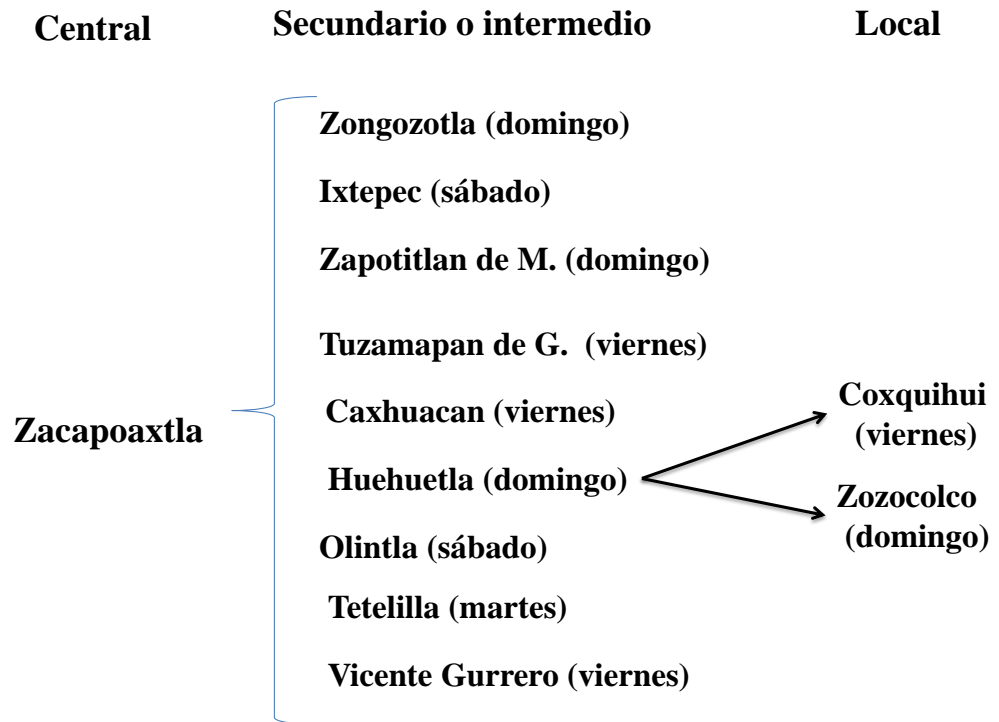 Central
Secundario o intermedio
Local
Zongozotla (domingo)
Ixtepec (sábado)
Zapotitlan de M. (domingo)
Tuzamapan de G. (viernes)
Zacapoaxtla
Caxhuacan (viernes)
Huehuetla (domingo)
Olintla (sábado)
Tetelilla (martes)
Vicente Gurrero (viernes)
Coxquihui
(viernes)
Zozocolco
(domingo)